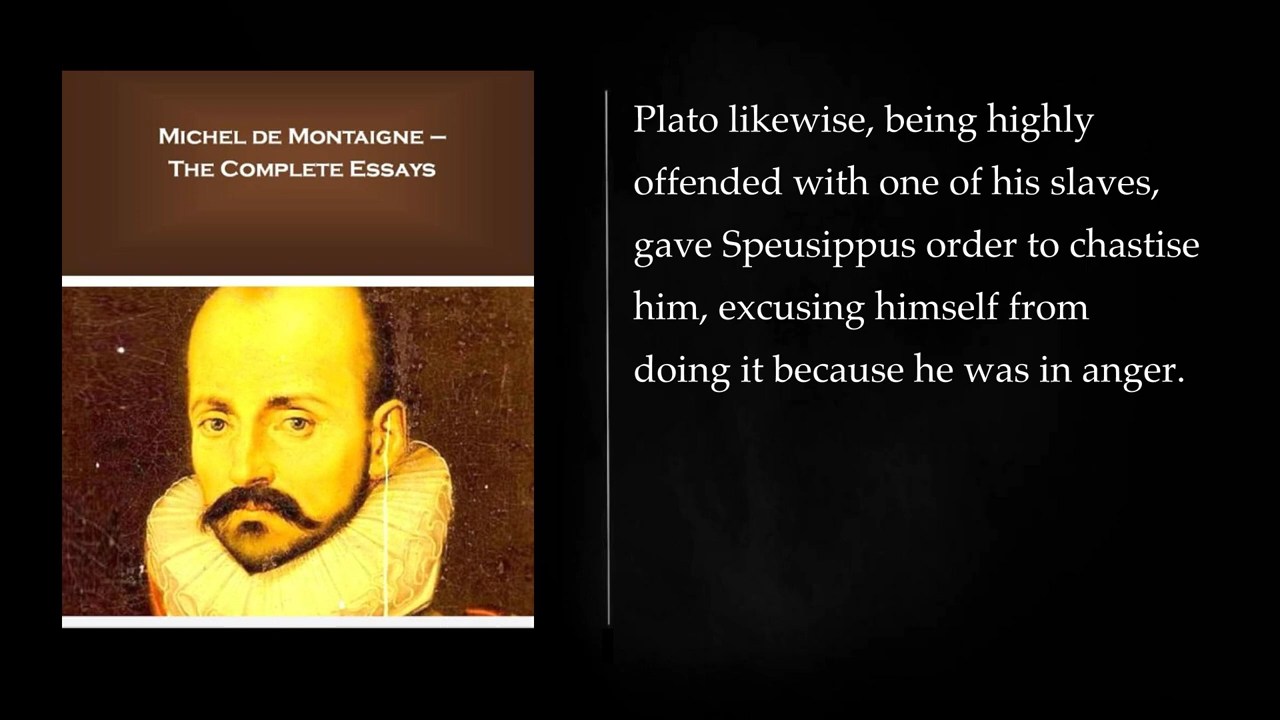 Michel de Montaigne –
The Complete Essays
Plato likewise, being highly
offended with one of his slaves,
gave Speusippus order to chastise
him, excusing himself from
doing it because he was in anger.